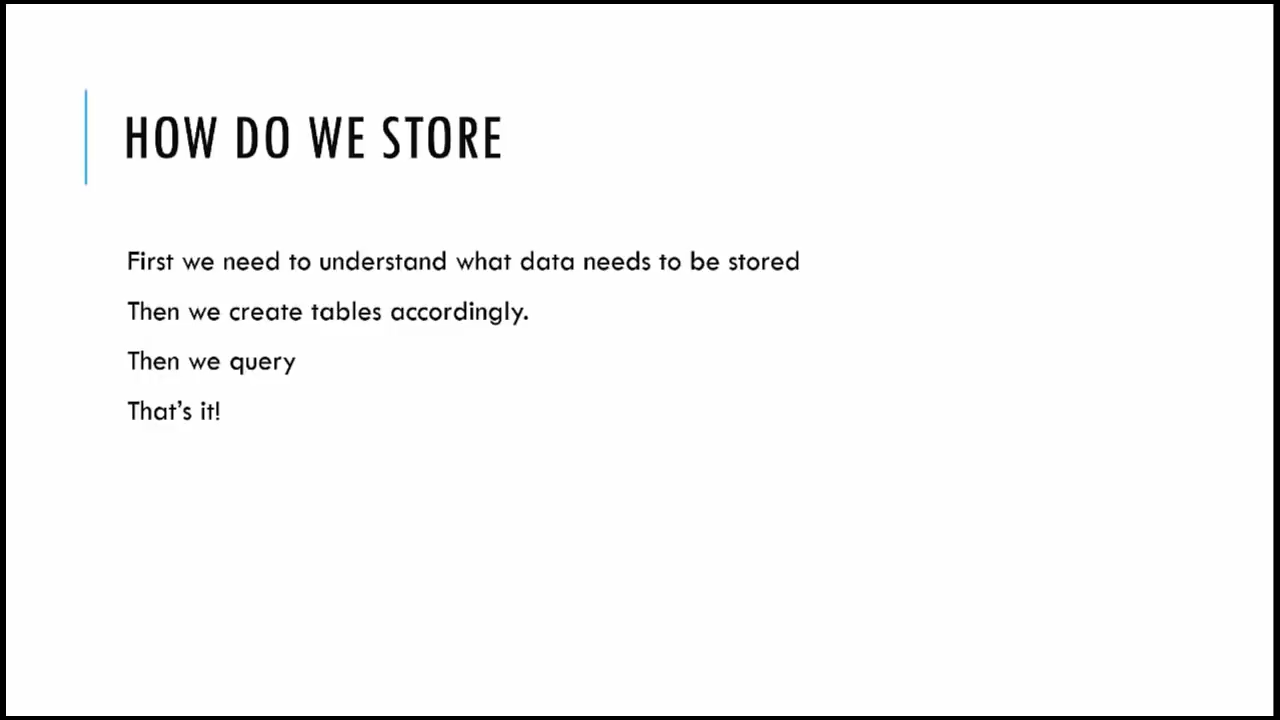 HOW DO WE STORE
First we need to understand what data needs to be stored
Then we create tables accordingly.
Then we query
That’s it!